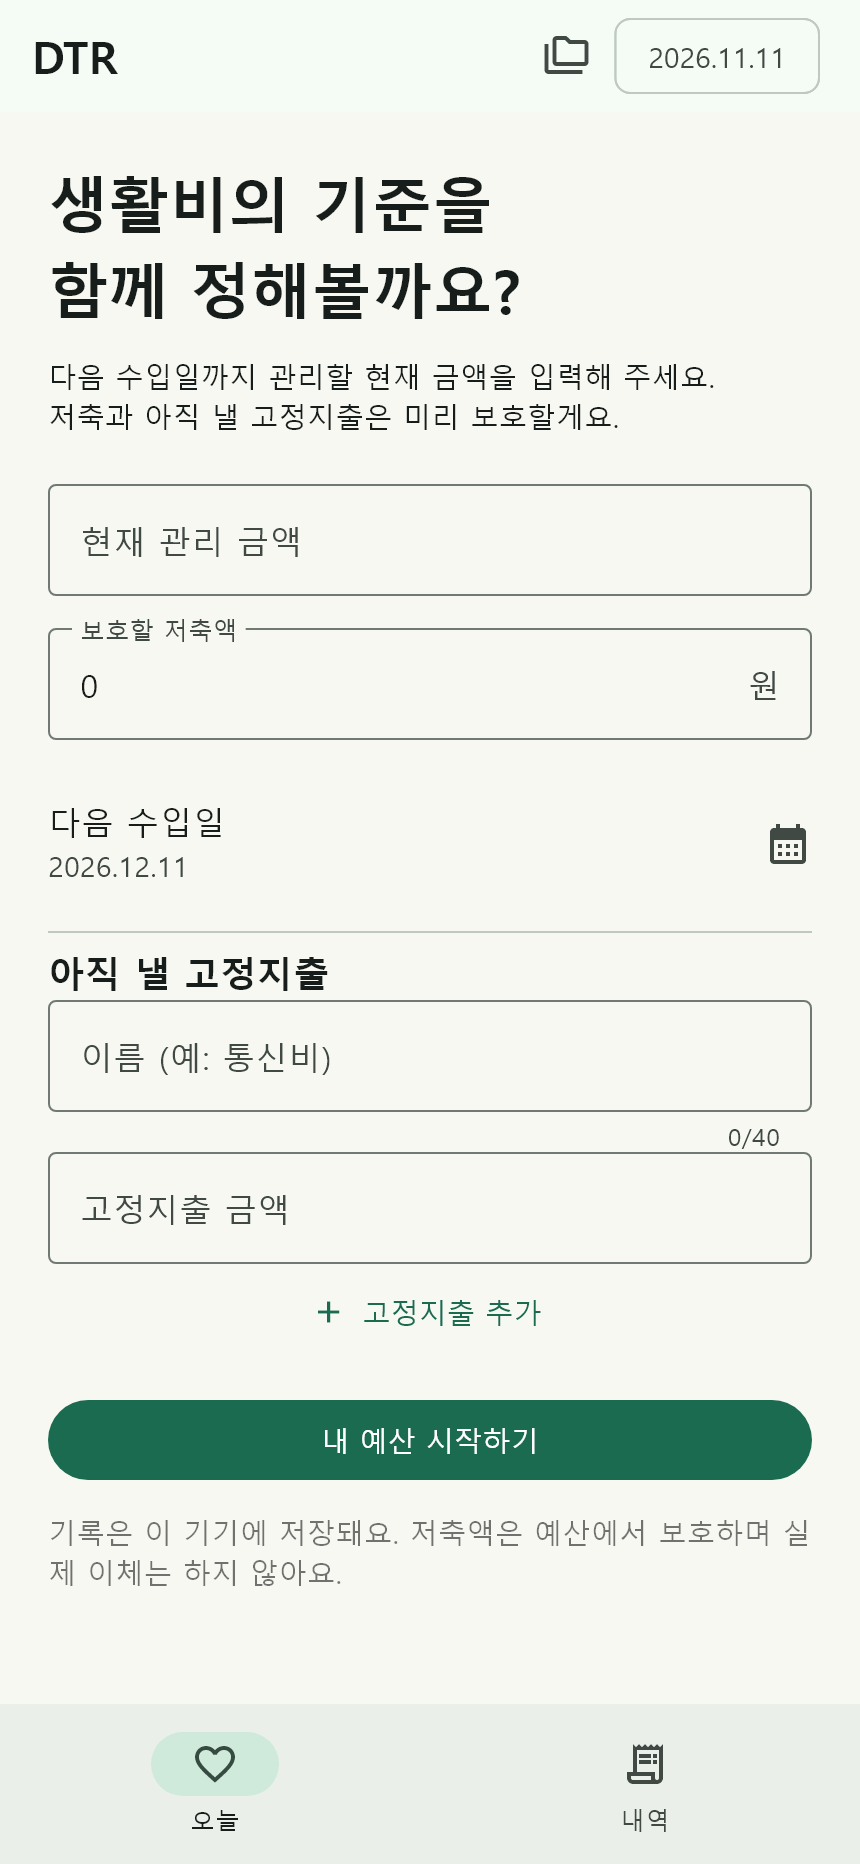 DTR
2026.11.11
생활비의 기준을
함께 정해볼까요?
다음 수입일까지 관리할 현재 금액을 입력해 주세요.
저축과 아직 낼 고정지출은 미리 보호할게요.
현재 관리 금액
보호할 저축액
0 원
다음 수입일
2026.12.11
아직 낼 고정지출
이름 (예: 통신비)
0/40
고정지출 금액
+ 고정지출 추가
내 예산 시작하기
기록은 이 기기에 저장돼요. 저축액은 예산에서 보호하며 실
제 이체는 하지 않아요.
오늘 내역